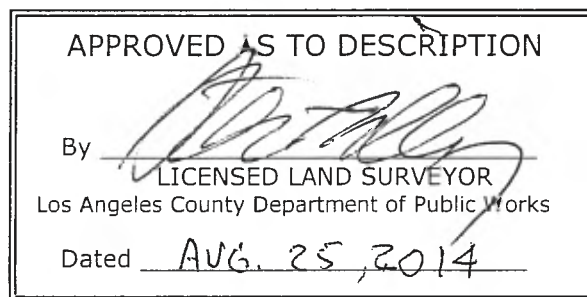 APPROVED AS TO DESCRIPTION
By
LICENSED LAND SURVEYOR
Los Angeles County Department of Public Works
Dated AUG. 25, 2014